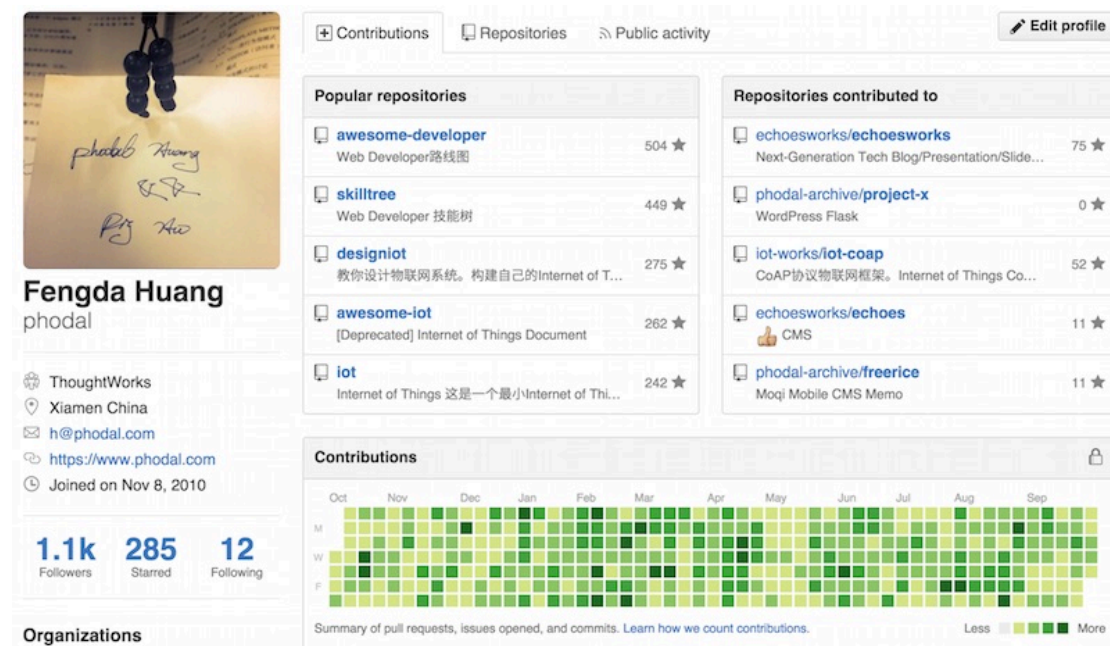 Contributions
Repositories
Public activity
Edit profile
phodal Huang
Fengda Huang
phodal
ThoughtWorks
Xiamen China
h@phodal.com
https://www.phodal.com
Joined on Nov 8, 2010
1.1k 285 12
Followers Starred Following
Organizations
Popular repositories
awesome-developer
Web Developer路线图
504
skilltree
Web Developer 技能树
449
designiot
教你设计物联网系统。构建自己的Internet of T...
275
awesome-iot
[Deprecated] Internet of Things Document
262
iot
Internet of Things 这是一个最小Internet of Thi...
242
Repositories contributed to
echoesworks/echoesworks
Next-Generation Tech Blog/Presentation/Slide...
75
phodal-archive/project-x
WordPress Flask
0
iot-works/iot-coap
CoAP协议物联网框架。Internet of Things Co...
52
echoesworks/echoes
👍 CMS
11
phodal-archive/freerice
Moqi Mobile CMS Memo
11
Contributions
Oct Nov Dec Jan Feb Mar Apr May Jun Jul Aug Sep
M
W
F
Summary of pull requests, issues opened, and commits. Learn how we count contributions.
Less More